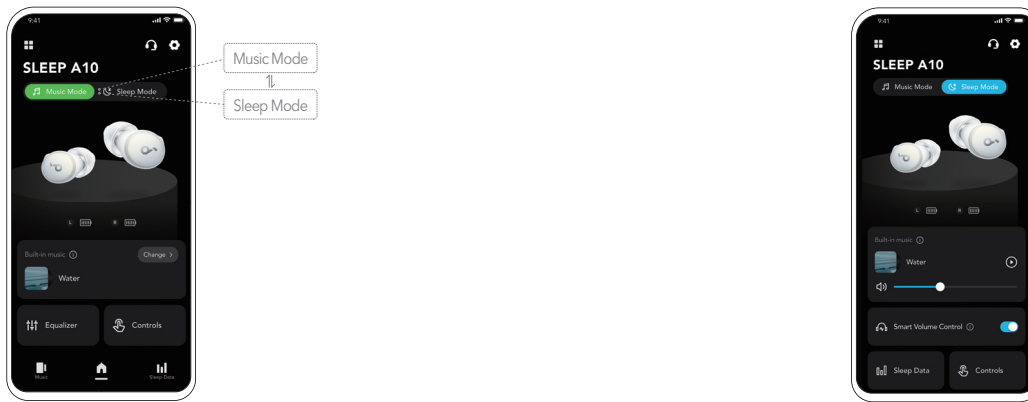 9:41
SLEEP A10
Music Mode
Sleep Mode
L
R
Built-in music
Change >
Water
Equalizer
Controls
Music
Sleep Data
Music Mode
Sleep Mode
9:41
SLEEP A10
Music Mode
Sleep Mode
L
R
Built-in music
Water
Smart Volume Control
Sleep Data
Controls